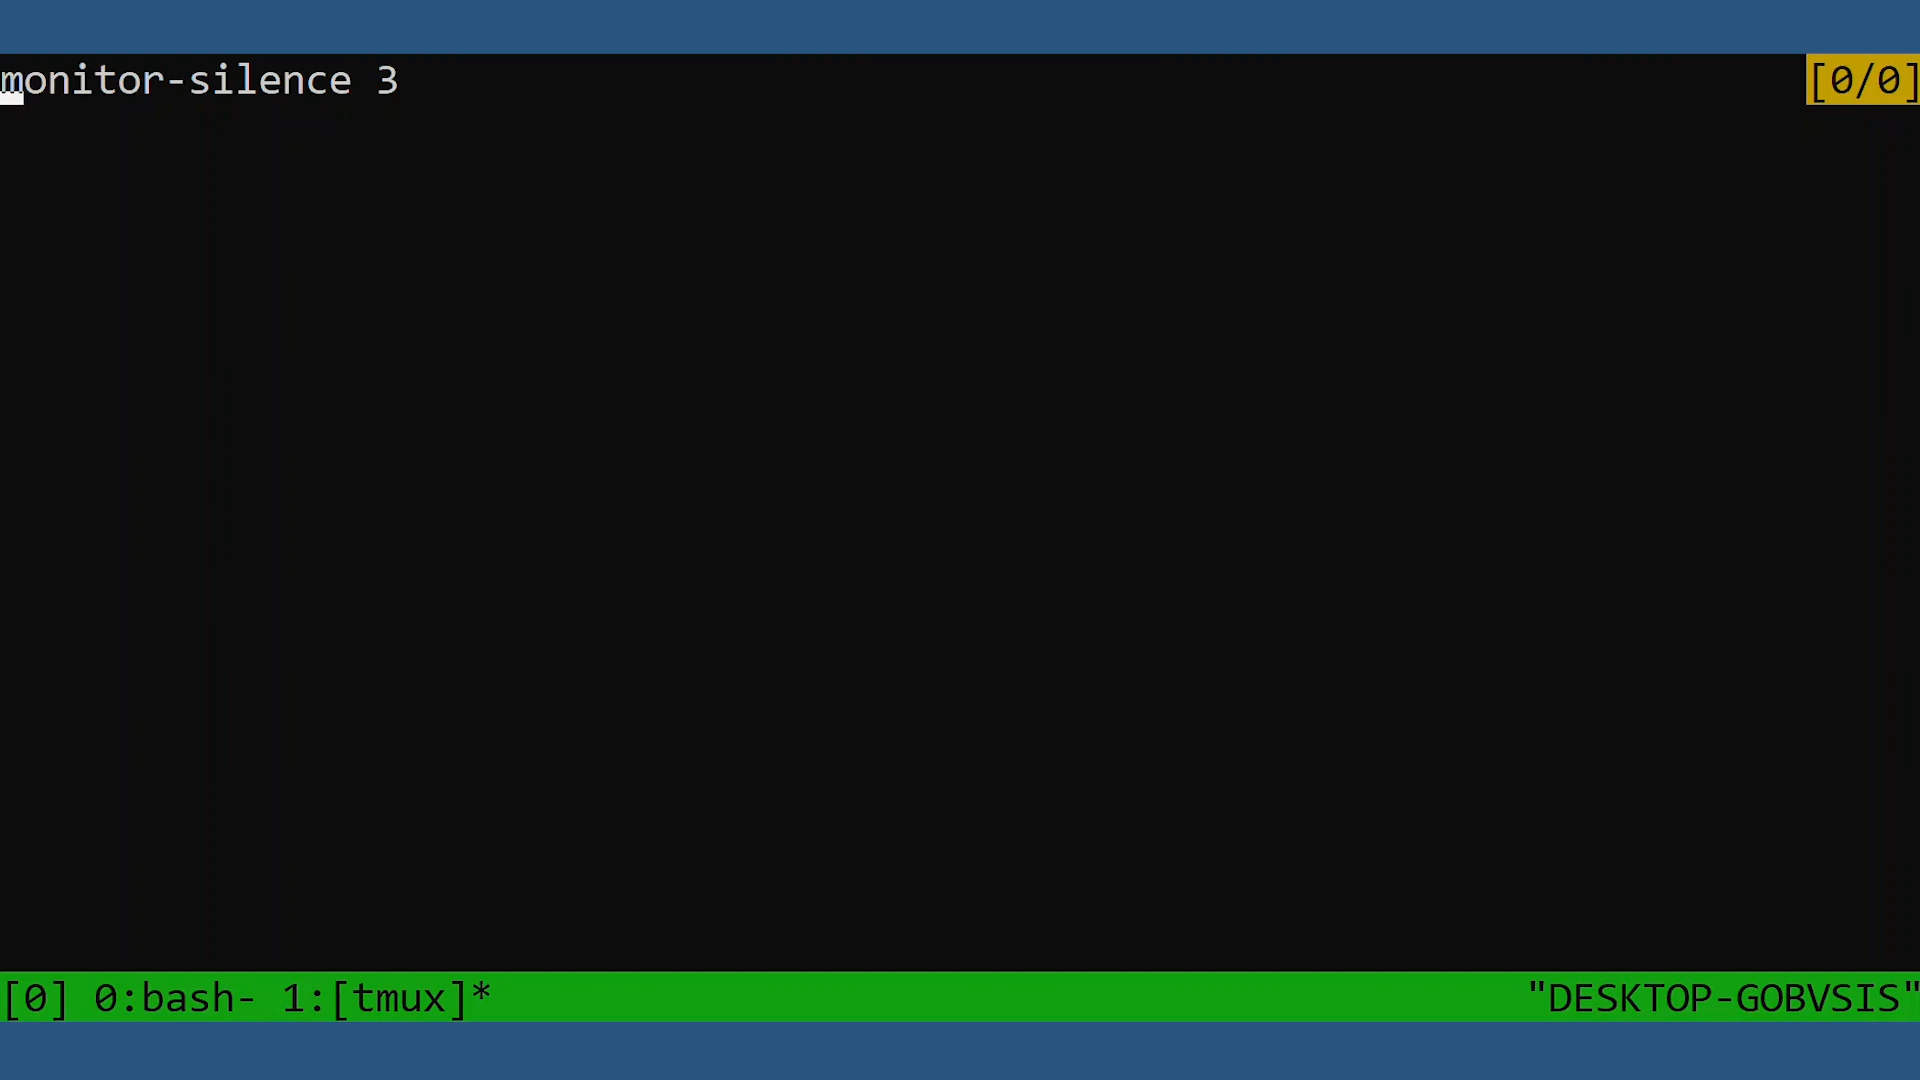 monitor-silence 3
[0/0]
[0] 0:bash- 1:[tmux]*
"DESKTOP-GOBVSIS"